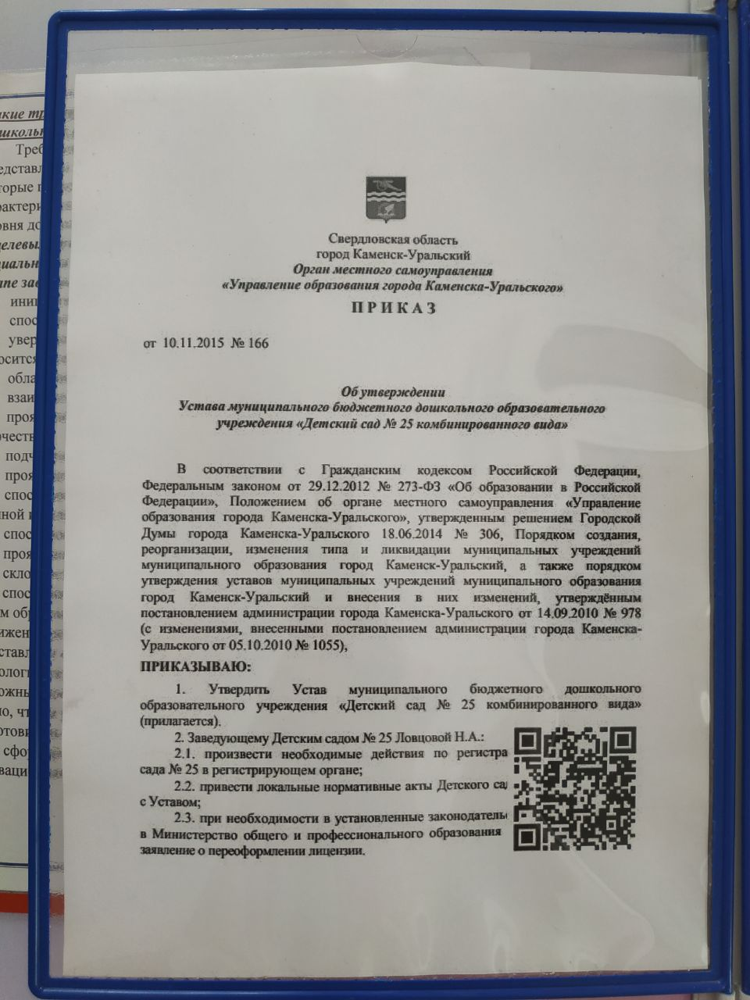 Свердловская область
город Каменск-Уральский
Орган местного самоуправления
«Управление образования города Каменска-Уральского»
ПРИКАЗ
от 10.11.2015 № 166
Об утверждении
Устава муниципального бюджетного дошкольного образовательного
учреждения «Детский сад № 25 комбинированного вида»
В соответствии с Гражданским кодексом Российской Федерации,
Федеральным законом от 29.12.2012 № 273-ФЗ «Об образовании в Российской
Федерации», Положением об органе местного самоуправления «Управление
образования города Каменска-Уральского», утвержденным решением Городской
Думы города Каменска-Уральского 18.06.2014 № 306, Порядком создания,
реорганизации, изменения типа и ликвидации муниципальных учреждений
муниципального образования город Каменск-Уральский, а также порядком
утверждения уставов муниципальных учреждений муниципального образования
город Каменск-Уральский и внесения в них изменений, утверждённым
постановлением администрации города Каменска-Уральского от 14.09.2010 № 978
(с изменениями, внесенными постановлением администрации города Каменска-
Уральского от 05.10.2010 № 1055),
ПРИКАЗЫВАЮ:
1. Утвердить Устав муниципального бюджетного дошкольного
образовательного учреждения «Детский сад № 25 комбинированного вида»
(прилагается).
2. Заведующему Детским садом № 25 Ловцовой Н.А.:
2.1. произвести необходимые действия по регистра
сада № 25 в регистрирующем органе;
2.2. привести локальные нормативные акты Детского са
с Уставом;
2.3. при необходимости в установленные законодатель
в Министерство общего и профессионального образования
заявление о переоформлении лицензии.